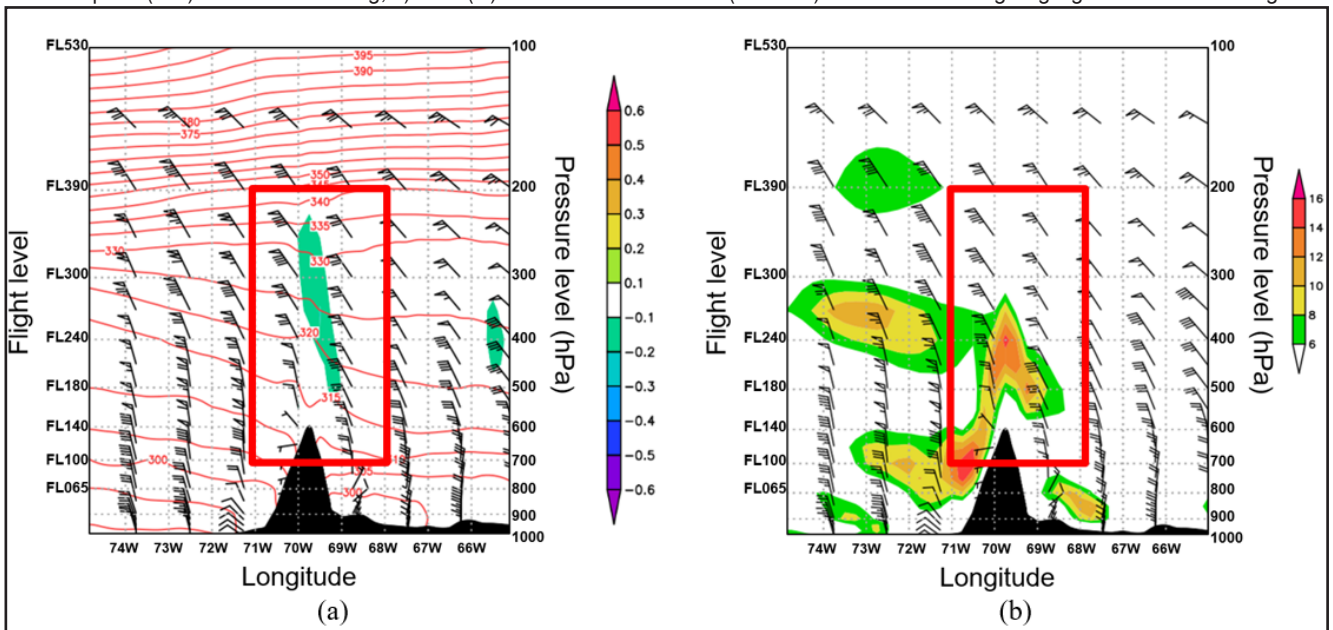 FL530
FL390
FL300
FL240
FL180
FL140
FL100
FL065
Flight level
395
390
380
375
350
340
335
330
330
320
315
300
300
100
200
300
400
500
600
700
800
900
1000
Pressure level (hPa)
74W 73W 72W 71W 70W 69W 68W 67W 66W
Longitude
(a)
0.6
0.5
0.4
0.3
0.2
0.1
−0.1
−0.2
−0.3
−0.4
−0.5
−0.6
FL530
FL390
FL300
FL240
FL180
FL140
FL100
FL065
Flight level
100
200
300
400
500
600
700
800
900
1000
Pressure level (hPa)
74W 73W 72W 71W 70W 69W 68W 67W 66W
Longitude
(b)
16
14
12
10
8
6